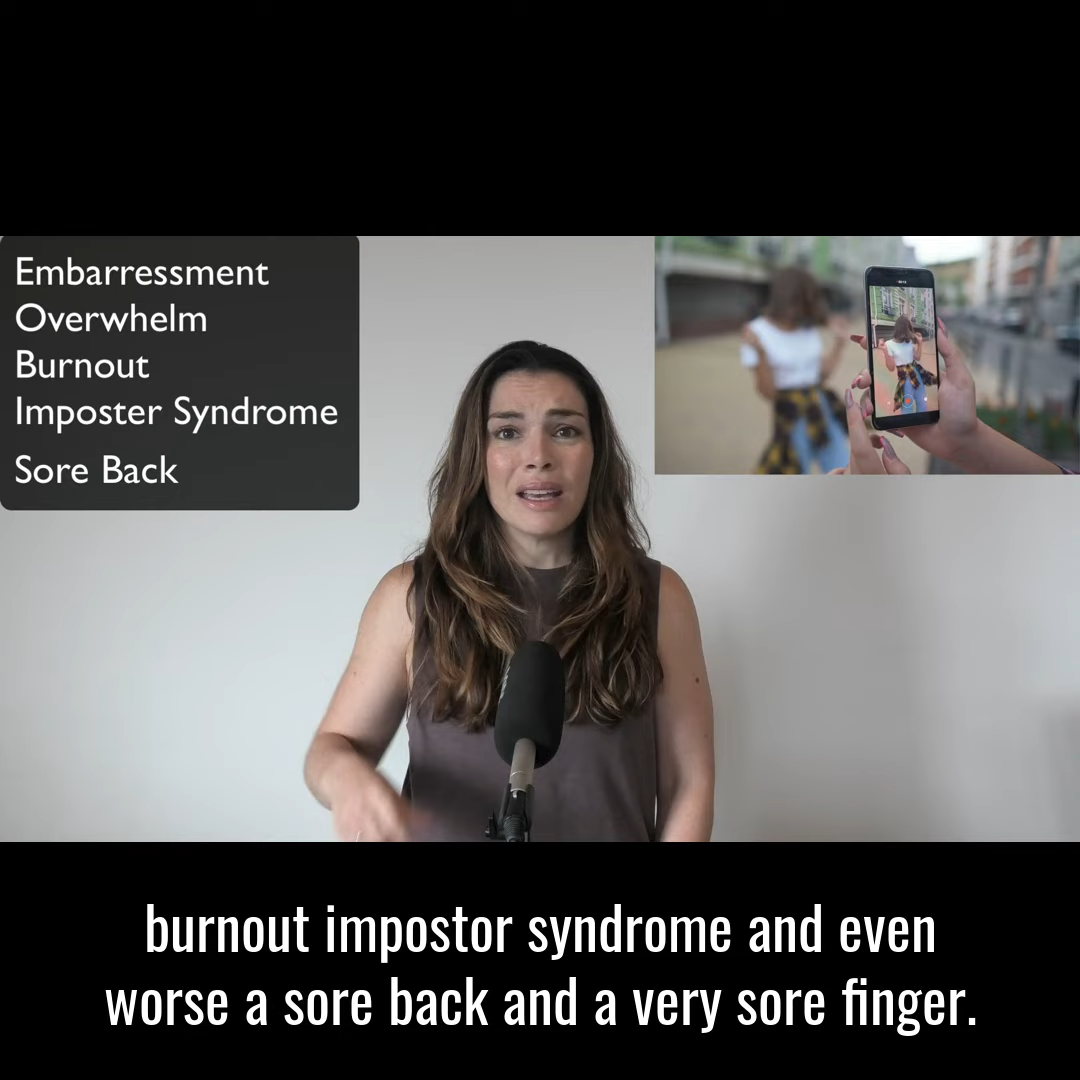 Embarressment
Overwhelm
Burnout
Imposter Syndrome
Sore Back
burnout impostor syndrome and even
worse a sore back and a very sore finger.